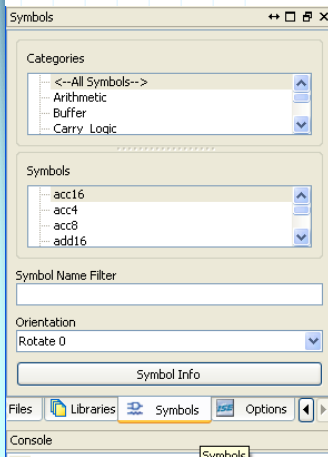 Symbols
Categories
<--All Symbols-->
Arithmetic
Buffer
Carry_Logic
Symbols
acc16
acc4
acc8
add16
Symbol Name Filter
Orientation
Rotate 0
Symbol Info
Files Libraries Symbols Options
Console
Symbols